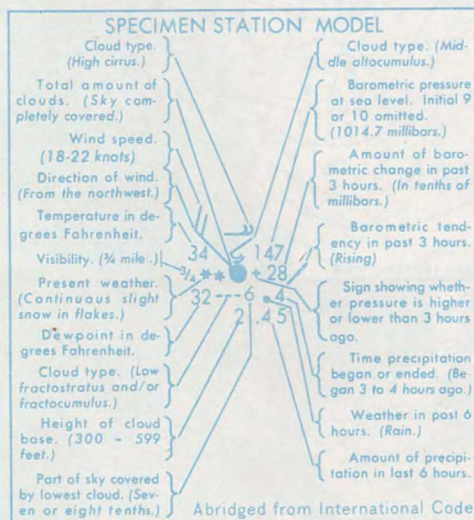 SPECIMEN STATION MODEL
Cloud type.
(High cirrus.)
Total amount of
clouds. (Sky com-
pletely covered.)
Wind speed.
(18-22 knots)
Direction of wind.
(From the northwest.)
Temperature in de-
grees Fahrenheit.
Visibility. (3/4 mile.)
Present weather.
(Continuous slight
snow in flakes.)
Dewpoint in de-
grees Fahrenheit.
Cloud type. (Low
fractostratus and/or
fractocumulus.)
Height of cloud
base. (300 - 599
feet.)
Part of sky covered
by lowest cloud. (Sev-
en or eight tenths.)
34 147
3/4 ** + 28
32 --- 6 4
2 .45
Cloud type. (Mid-
dle altocumulus.)
Barometric pressure
at sea level. Initial 9
or 10 omitted.
(1014.7 millibars.)
Amount of baro-
metric change in past
3 hours. (In tenths of
millibars.)
Barometric tend-
ency in past 3 hours.
(Rising)
Sign showing wheth-
er pressure is higher
or lower than 3 hours
ago.
Time precipitation
began or ended. (Be-
gan 3 to 4 hours ago.)
Weather in past 6
hours. (Rain.)
Amount of precipi-
tation in last 6 hours.
Abridged from International Code